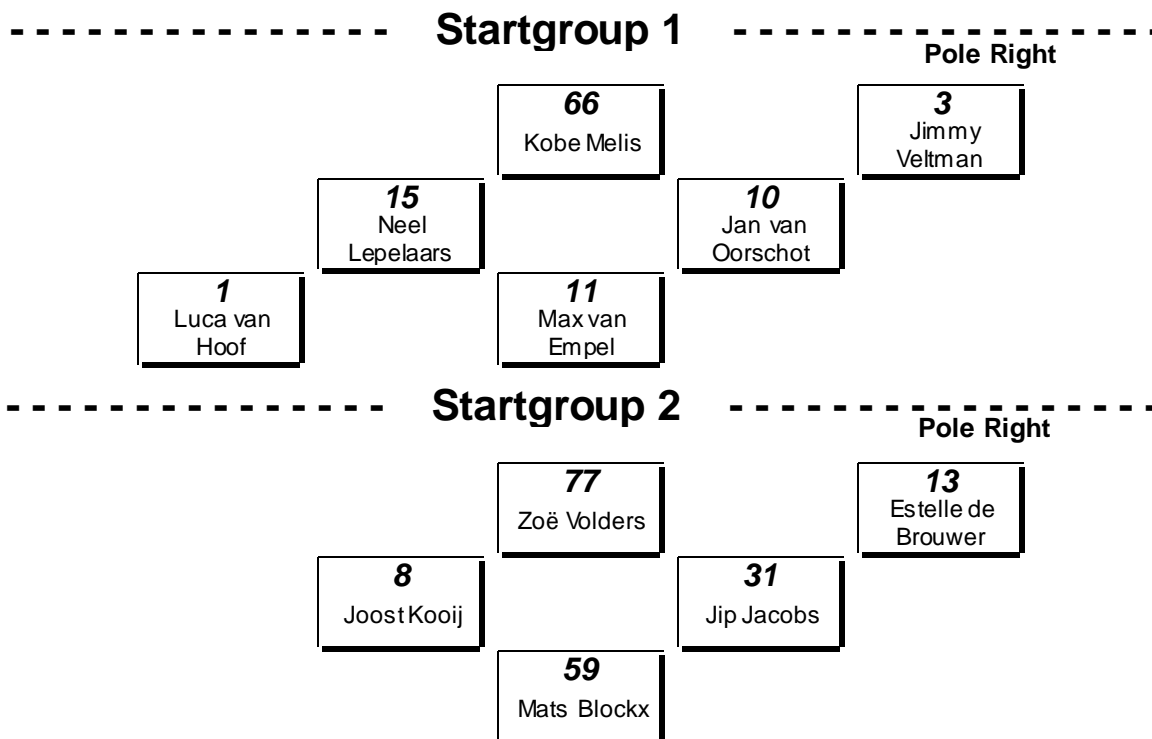 Startgroup 1
Pole Right
66
Kobe Melis
3
Jimmy
Veltman
15
Neel
Lepelaars
10
Jan van
Oorschot
1
Luca van
Hoof
11
Max van
Empel
Startgroup 2
Pole Right
77
Zoë Volders
13
Estelle de
Brouwer
8
Joost Kooij
31
Jip Jacobs
59
Mats Blockx